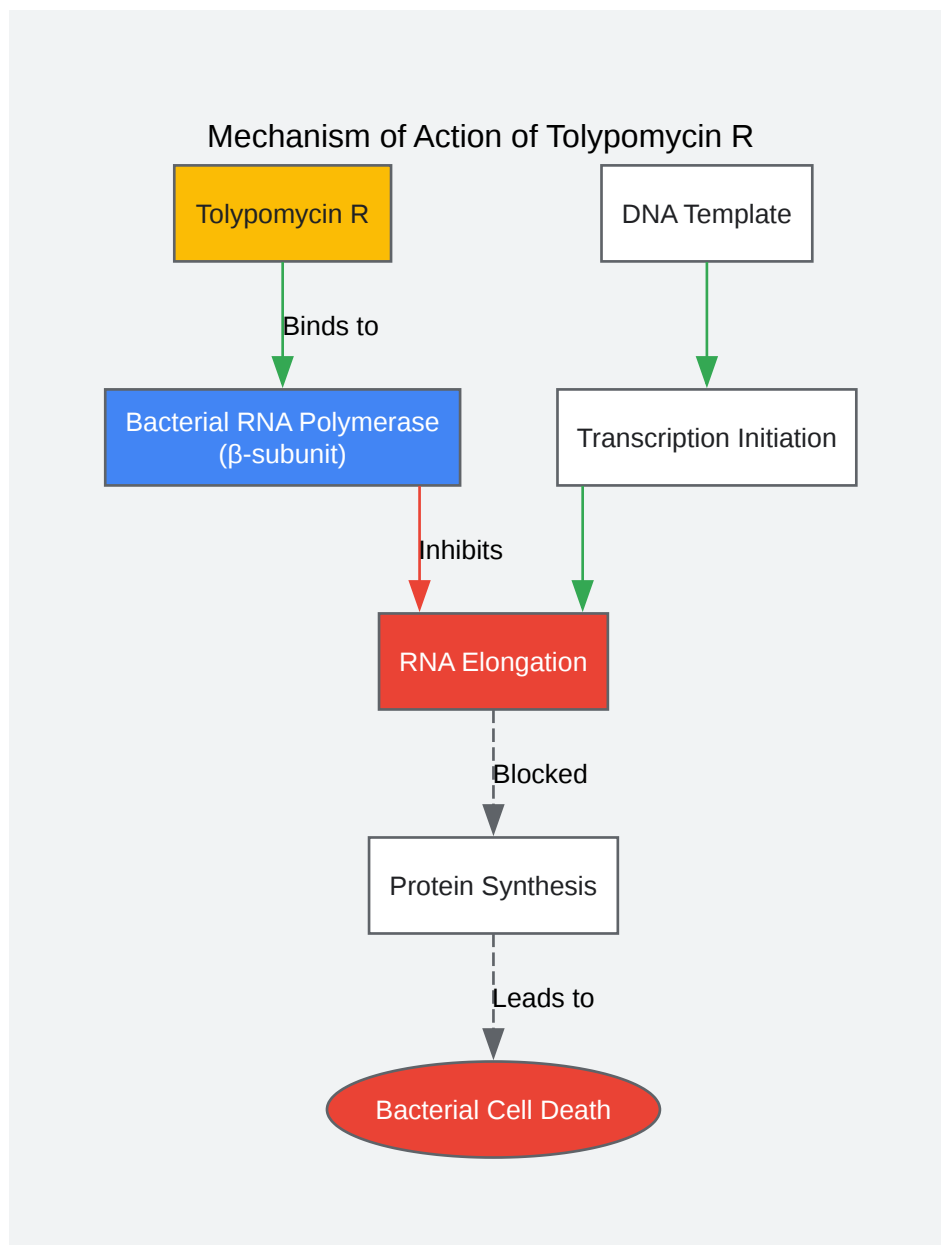 Mechanism of Action of Tolypomycin R
Tolypomycin R
DNA Template
Binds to
Bacterial RNA Polymerase
(β-subunit)
Transcription Initiation
Inhibits
RNA Elongation
Blocked
Protein Synthesis
Leads to
Bacterial Cell Death